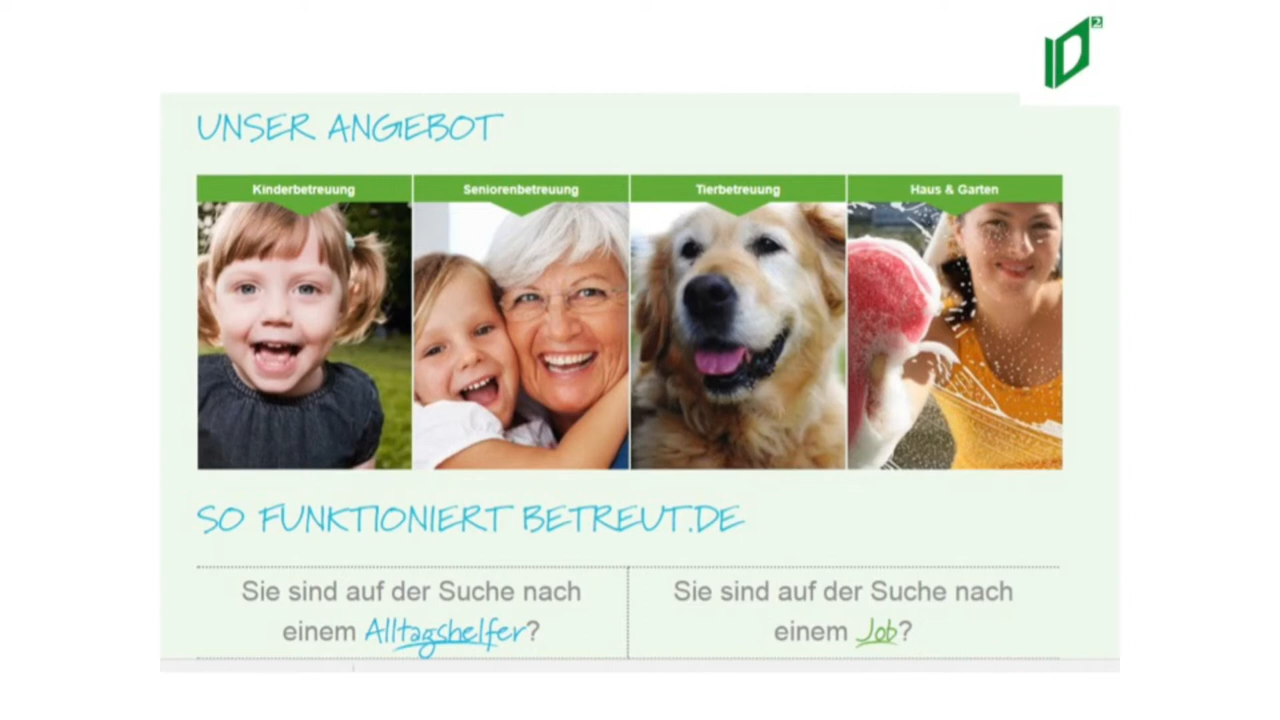 ID²
UNSER ANGEBOT
Kinderbetreuung
Seniorenbetreuung
Tierbetreuung
Haus & Garten
SO FUNKTIONIERT BETREUT.DE
Sie sind auf der Suche nach
einem Alltagshelfer?
Sie sind auf der Suche nach
einem Job?